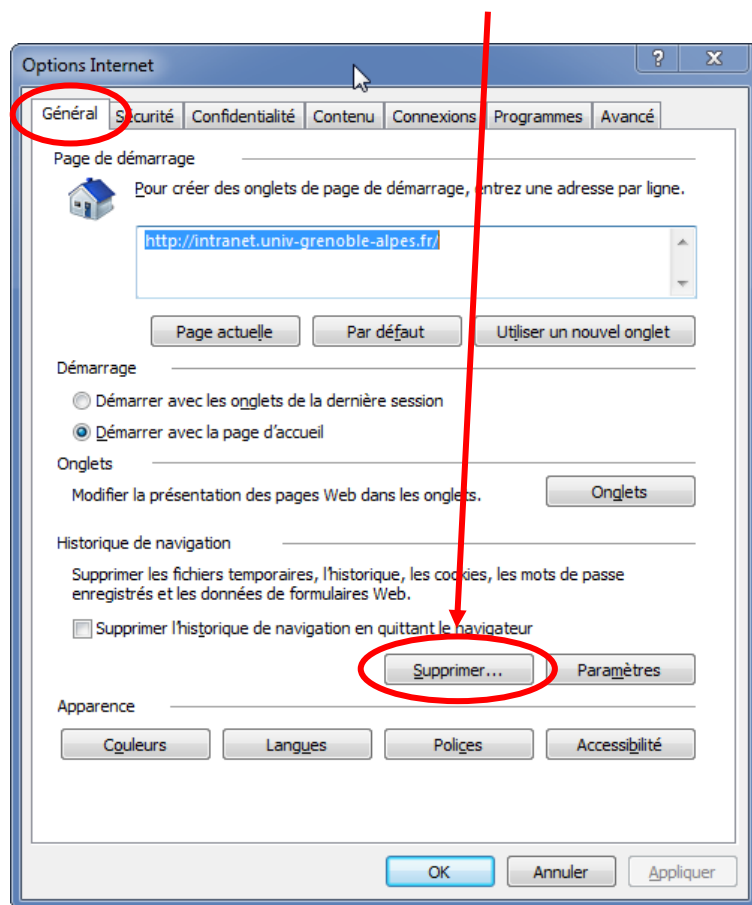 Options Internet
Général Sécurité Confidentialité Contenu Connexions Programmes Avancé
Page de démarrage
Pour créer des onglets de page de démarrage, entrez une adresse par ligne.
http://intranet.univ-grenoble-alpes.fr/
Page actuelle Par défaut Utiliser un nouvel onglet
Démarrage
Démarrer avec les onglets de la dernière session
Démarrer avec la page d'accueil
Onglets
Modifier la présentation des pages Web dans les onglets. Onglets
Historique de navigation
Supprimer les fichiers temporaires, l'historique, les cookies, les mots de passe
enregistrés et les données de formulaires Web.
Supprimer l'historique de navigation en quittant le navigateur
Supprimer... Paramètres
Apparence
Couleurs Langues Polices Accessibilité
OK Annuler Appliquer